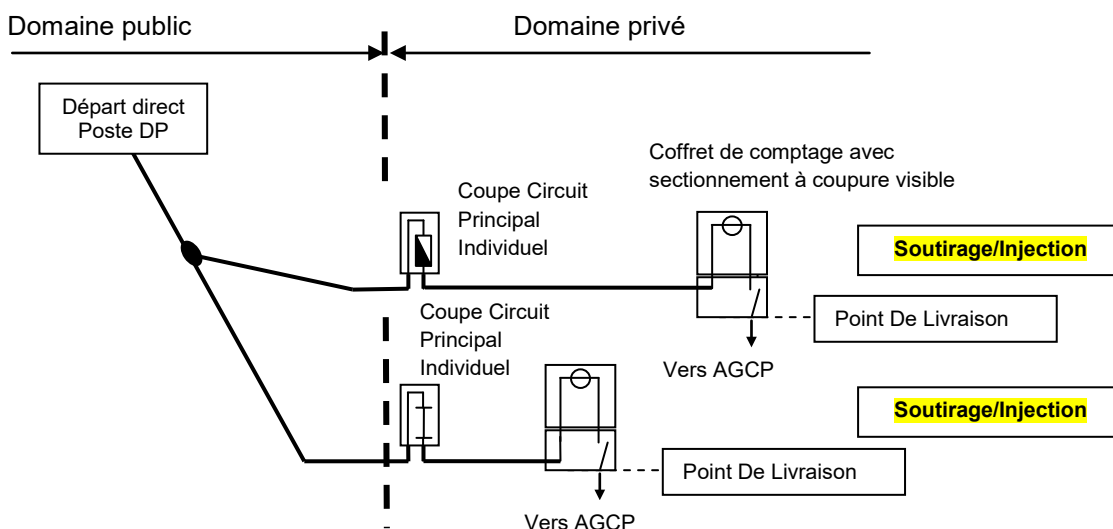 Domaine public
Domaine privé
Départ direct
Poste DP
Coffret de comptage avec
sectionnement à coupure visible
Coupe Circuit
Principal
Individuel
Soutirage/Injection
Point De Livraison
Vers AGCP
Coupe Circuit
Principal
Individuel
Soutirage/Injection
Point De Livraison
Vers AGCP